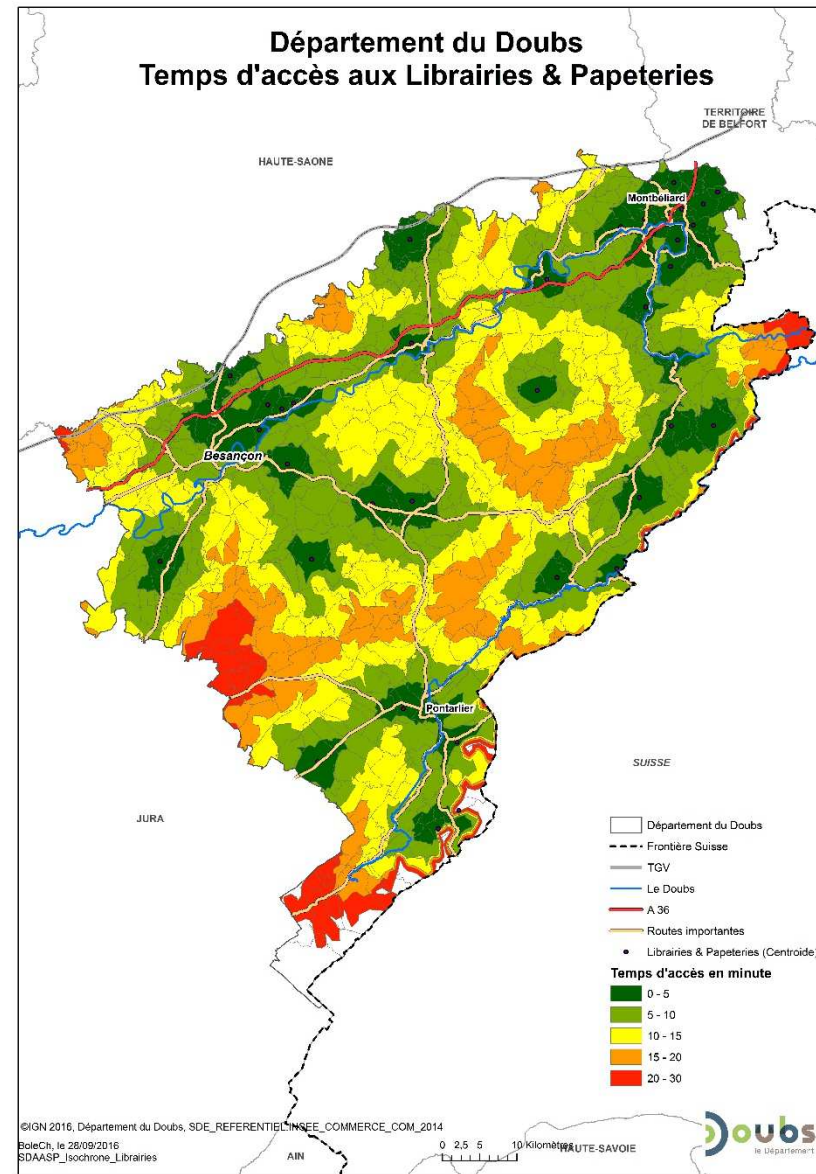 Département du Doubs
Temps d'accès aux Librairies & Papeteries
TERRITOIRE
DE BELFORT
HAUTE-SAONE
Montbéliard
Besançon
Pontarlier
SUISSE
JURA
Département du Doubs
Frontière Suisse
TGV
Le Doubs
A 36
Routes importantes
Librairies & Papeteries (Centroide)
Temps d'accès en minute
0 - 5
5 - 10
10 - 15
15 - 20
20 - 30
©IGN 2016, Département du Doubs, SDE_REFERENTIEL.INSEE_COMMERCE_COM_2014
BoleCh, le 28/09/2016
SDAASP_Isochrone_Librairies
AIN
0 2,5 5 10 Kilomètres
HAUTE-SAVOIE
Doubs
le Département